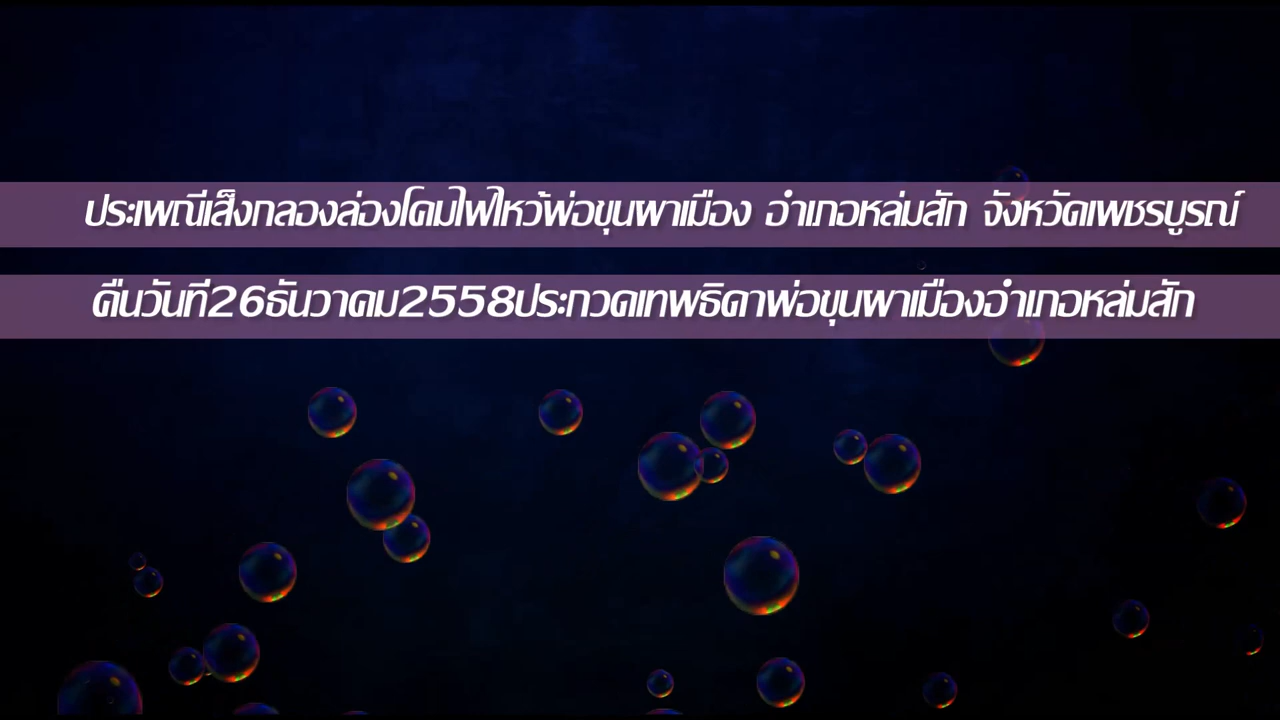 ประเพณีเส็งกลองล่องโคมไฟไหว้พ่อขุนผาเมือง อำเภอหล่มสัก จังหวัดเพชรบูรณ์
คืนวันที่26ธันวาคม2558ประกวดเทพธิดาพ่อขุนผาเมืองอำเภอหล่มสัก